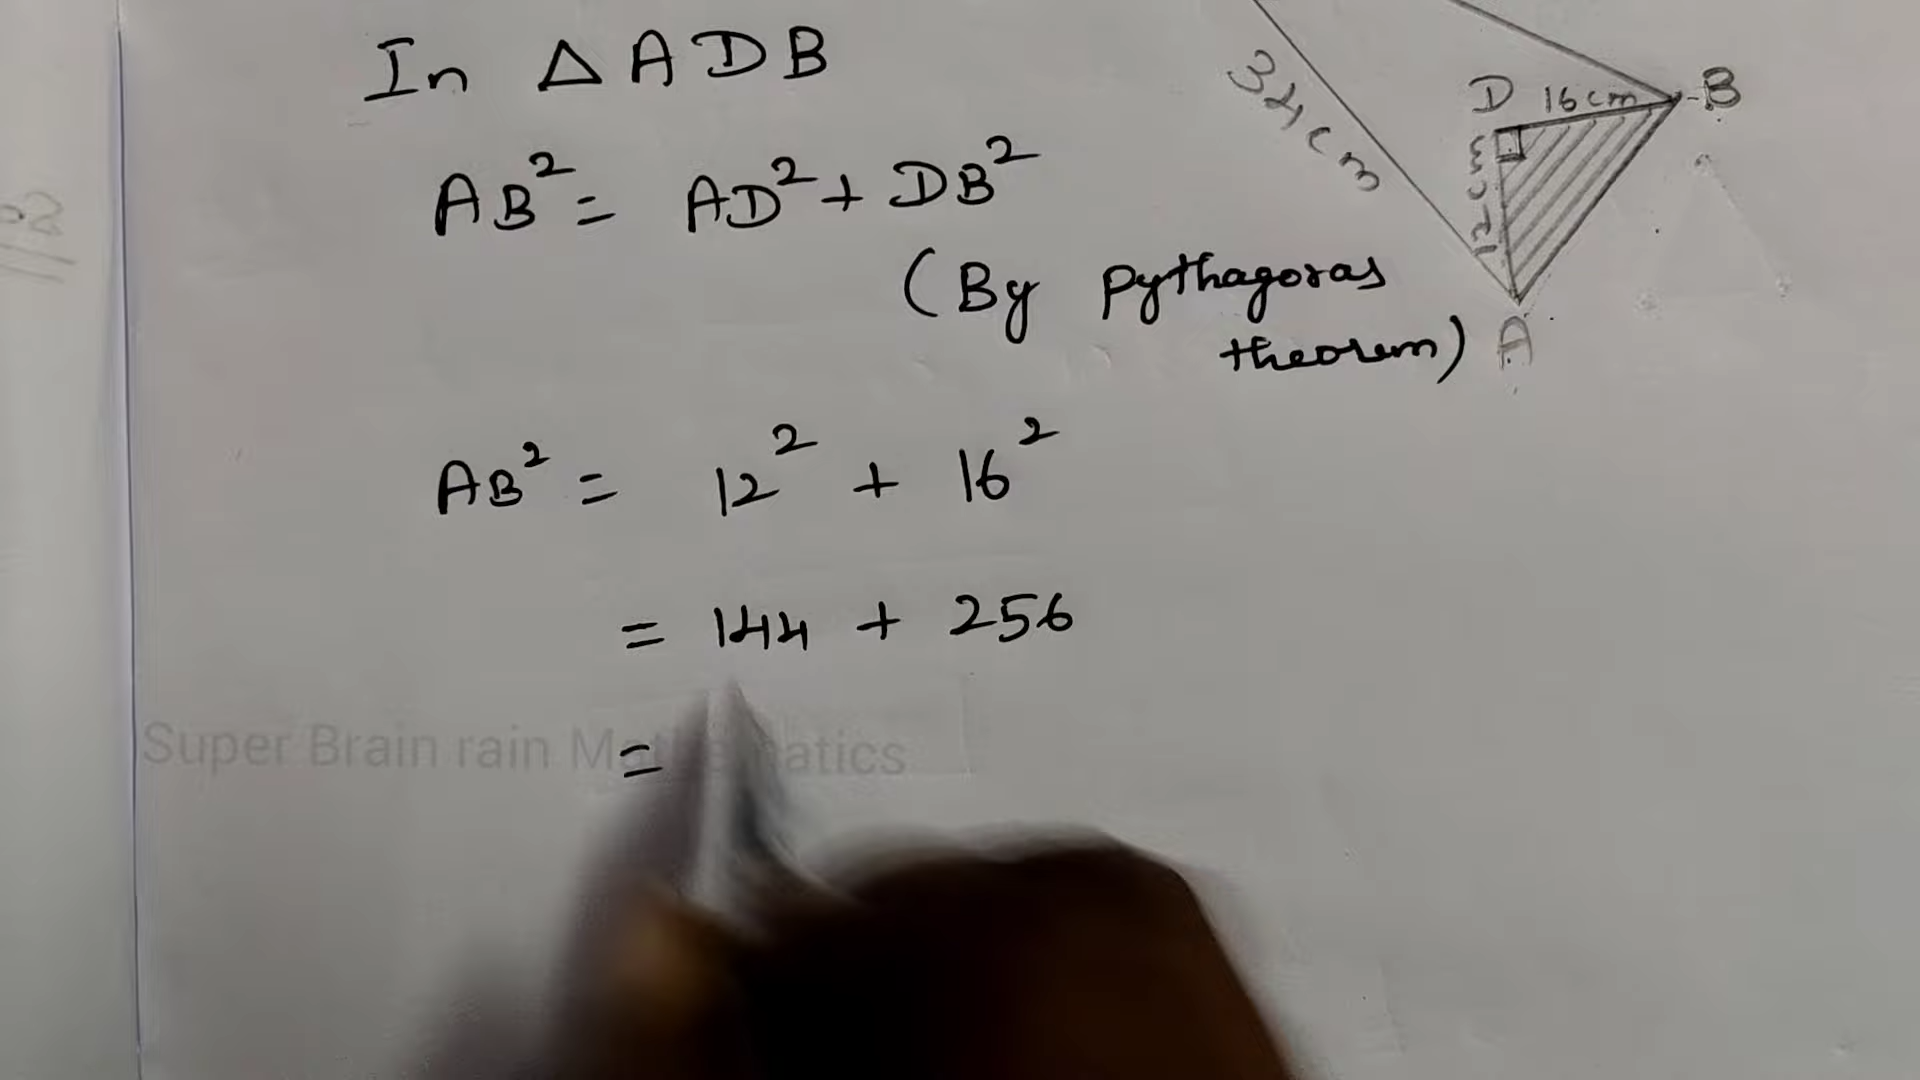 In △ADB
AB² = AD² + DB²
(By Pythagoras
theorem)
AB² = 12² + 16²
= 144 + 256
=
34cm
D 16cm B
12cm
A
Super Brain rain Mathematics